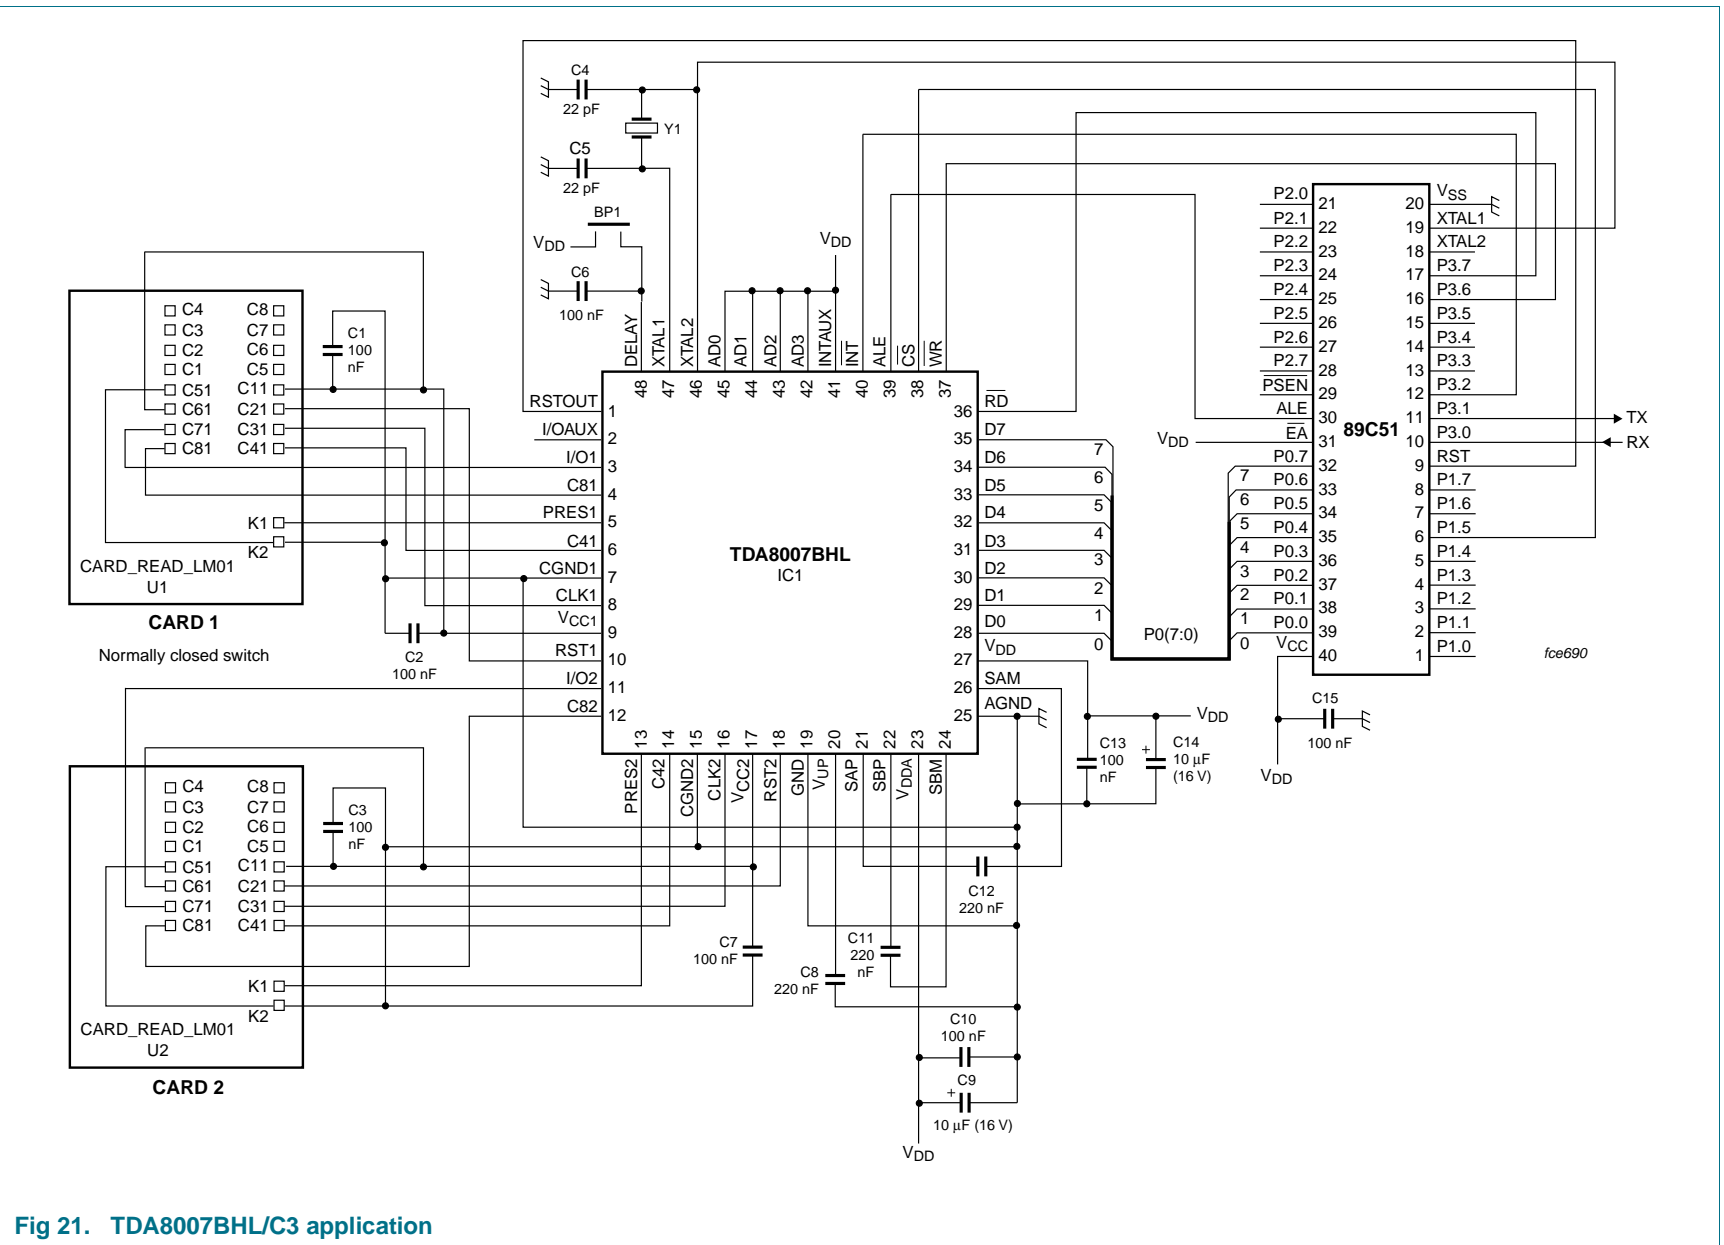 C4
22 pF
Y1
C5
22 pF
BP1
VDD
C6
100 nF
VDD
DELAY
XTAL1
XTAL2
AD0
AD1
AD2
AD3
INTAUX
INT
ALE
CS
WR
48
47
46
45
44
43
42
41
40
39
38
37
C4 C8
C3 C7
C2 C6
C1 C5
C51 C11
C61 C21
C71 C31
C81 C41
K1
K2
C1
100
nF
CARD_READ_LM01
U1
CARD 1
Normally closed switch
C2
100 nF
RSTOUT 1
I/OAUX 2
I/O1 3
C81 4
PRES1 5
C41 6
CGND1 7
CLK1 8
VCC1 9
RST1 10
I/O2 11
C82 12
TDA8007BHL
IC1
36 RD
35 D7
34 D6
33 D5
32 D4
31 D3
30 D2
29 D1
28 D0
27 VDD
26 SAM
25 AGND
7
6
5
4
3
2
1
0
P0(7:0)
7
6
5
4
3
2
1
0
P2.0 21
P2.1 22
P2.2 23
P2.3 24
P2.4 25
P2.5 26
P2.6 27
P2.7 28
PSEN 29
ALE 30
VDD EA 31
P0.7 32
P0.6 33
P0.5 34
P0.4 35
P0.3 36
P0.2 37
P0.1 38
P0.0 39
VCC 40
89C51
20 VSS
19 XTAL1
18 XTAL2
17 P3.7
16 P3.6
15 P3.5
14 P3.4
13 P3.3
12 P3.2
11 P3.1 TX
10 P3.0 RX
9 RST
8 P1.7
7 P1.6
6 P1.5
5 P1.4
4 P1.3
3 P1.2
2 P1.1
1 P1.0
fce690
C15
100 nF
VDD
VDD
C13
100
nF
+ C14
10 μF
(16 V)
13
14
15
16
17
18
19
20
21
22
23
24
PRES2
C42
CGND2
CLK2
VCC2
RST2
GND
VUP
SAP
SBP
VDDA
SBM
C4 C8
C3 C7
C2 C6
C1 C5
C51 C11
C61 C21
C71 C31
C81 C41
K1
K2
C3
100
nF
CARD_READ_LM01
U2
CARD 2
C7
100 nF
C8
220 nF
C11
220
nF
C12
220 nF
C10
100 nF
C9
+
10 μF (16 V)
VDD
Fig 21. TDA8007BHL/C3 application